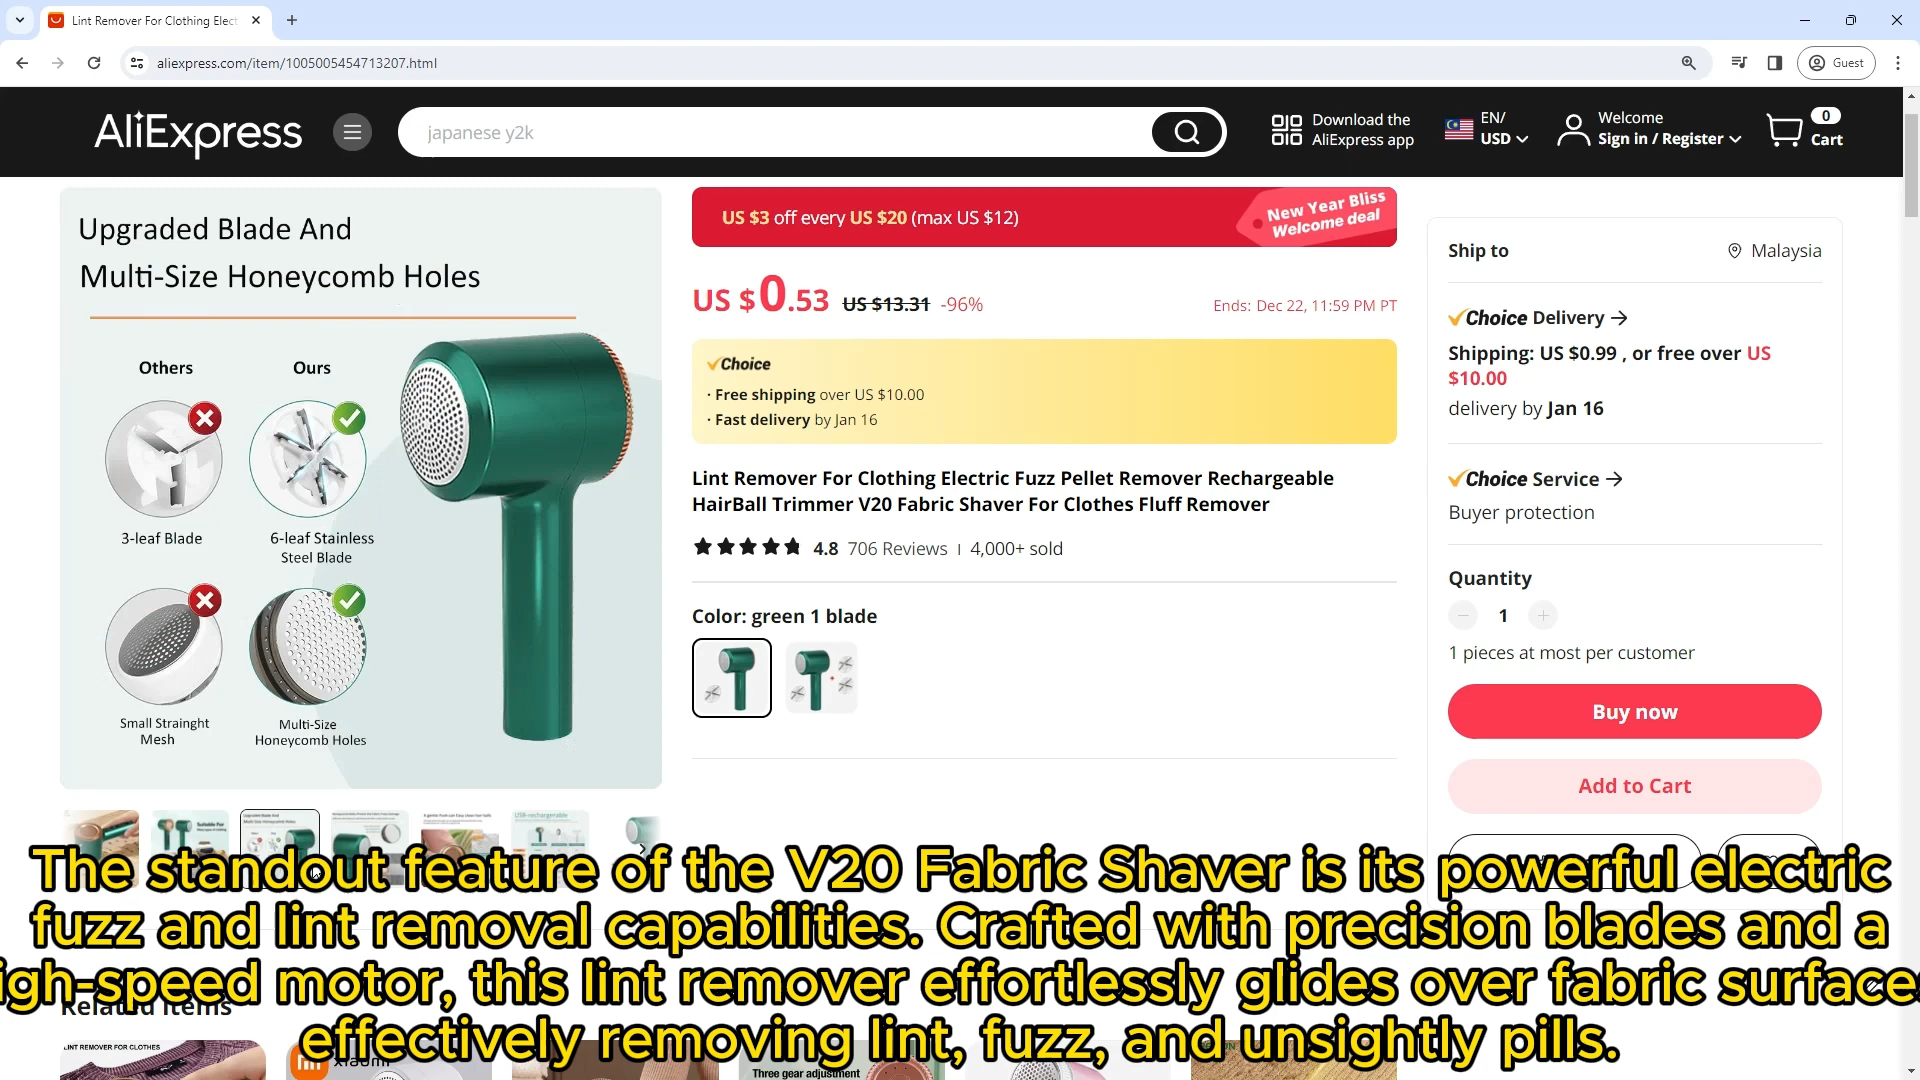 Lint Remover For Clothing Elect
aliexpress.com/item/1005005454713207.html
Guest
AliExpress
japanese y2k
Download the
AliExpress app
EN/
USD
Welcome
Sign in / Register
0
Cart
Upgraded Blade And
Multi-Size Honeycomb Holes
Others
Ours
3-leaf Blade
6-leaf Stainless
Steel Blade
Small Strainght
Mesh
Multi-Size
Honeycomb Holes
US $3 off every US $20 (max US $12)
New Year Bliss
Welcome deal
US $0.53 US $13.31 -96%
Ends: Dec 22, 11:59 PM PT
Choice
· Free shipping over US $10.00
· Fast delivery by Jan 16
Lint Remover For Clothing Electric Fuzz Pellet Remover Rechargeable
HairBall Trimmer V20 Fabric Shaver For Clothes Fluff Remover
4.8 706 Reviews | 4,000+ sold
Color: green 1 blade
Ship to
Malaysia
Choice Delivery
Shipping: US $0.99 , or free over US
$10.00
delivery by Jan 16
Choice Service
Buyer protection
Quantity
1
1 pieces at most per customer
Buy now
Add to Cart
The standout feature of the V20 Fabric Shaver is its powerful electric
fuzz and lint removal capabilities. Crafted with precision blades and a
igh-speed motor, this lint remover effortlessly glides over fabric surface
effectively removing lint, fuzz, and unsightly pills.
Related items
LINT REMOVER FOR CLOTHES
xiaomi
Three gear adjustment